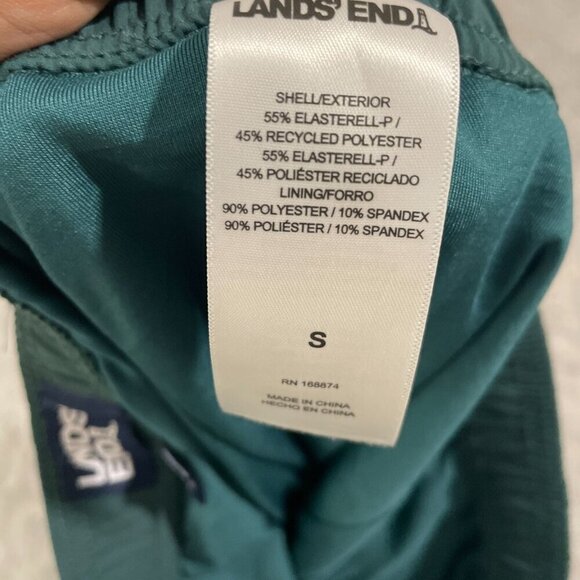 LANDS' END
SHELL/EXTERIOR
55% ELASTERELL-P /
45% RECYCLED POLYESTER
55% ELASTERELL-P /
45% POLIÉSTER RECICLADO
LINING/FORRO
90% POLYESTER / 10% SPANDEX
90% POLIÉSTER / 10% SPANDEX
S
RN 168874
MADE IN CHINA
HECHO EN CHINA
LANDS
END